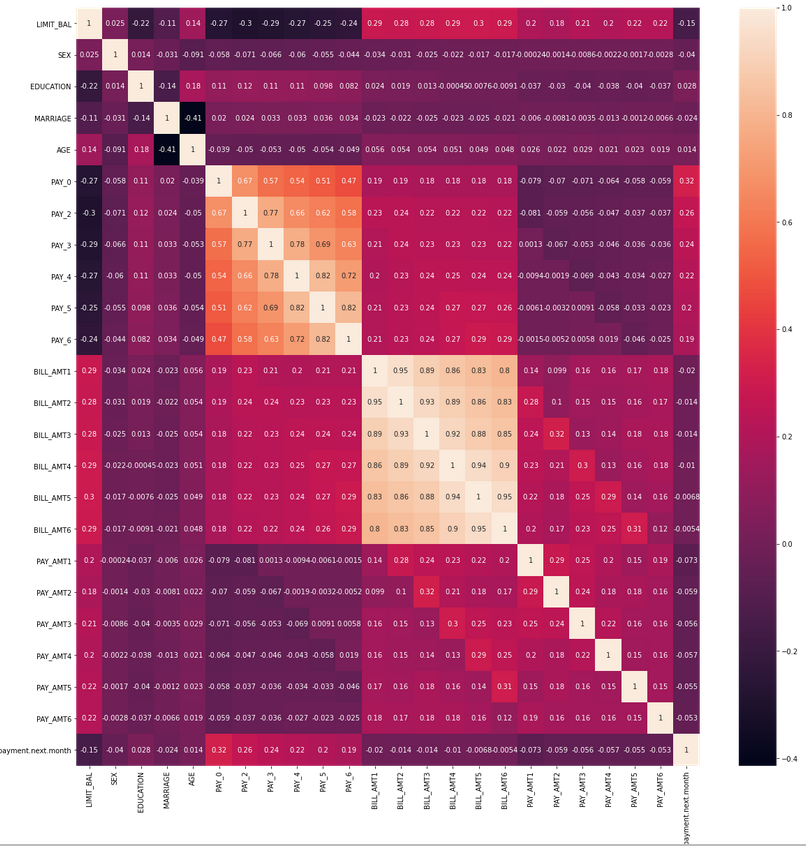 LIMIT_BAL 1 0.025 -0.22 -0.11 0.14 -0.27 -0.3 -0.29 -0.27 -0.25 -0.24 0.29 0.28 0.28 0.29 0.3 0.29 0.2 0.18 0.21 0.2 0.22 0.22 -0.15
SEX 0.025 1 0.014 -0.031 -0.091 -0.058 -0.071 -0.066 -0.06 -0.055 -0.044 -0.034 -0.031 -0.025 -0.022 -0.017 -0.017 -0.00024 -0.0014 -0.0086 -0.0022 -0.0017 -0.0028 -0.04
EDUCATION -0.22 0.014 1 -0.14 0.18 0.11 0.12 0.11 0.11 0.098 0.082 0.024 0.019 0.013 -0.00045 -0.0076 -0.0091 -0.037 -0.03 -0.04 -0.038 -0.04 -0.037 0.028
MARRIAGE -0.11 -0.031 -0.14 1 -0.41 0.02 0.024 0.033 0.033 0.036 0.034 -0.023 -0.022 -0.025 -0.023 -0.025 -0.021 -0.006 -0.0081 -0.0035 -0.013 -0.0012 -0.0066 -0.024
AGE 0.14 -0.091 0.18 -0.41 1 -0.039 -0.05 -0.053 -0.05 -0.054 -0.049 0.056 0.054 0.054 0.051 0.049 0.048 0.026 0.022 0.029 0.021 0.023 0.019 0.014
PAY_0 -0.27 -0.058 0.11 0.02 -0.039 1 0.67 0.57 0.54 0.51 0.47 0.19 0.19 0.18 0.18 0.18 0.18 -0.079 -0.07 -0.071 -0.064 -0.058 -0.059 0.32
PAY_2 -0.3 -0.071 0.12 0.024 -0.05 0.67 1 0.77 0.66 0.62 0.58 0.23 0.24 0.22 0.22 0.22 0.22 -0.081 -0.059 -0.056 -0.047 -0.037 -0.037 0.26
PAY_3 -0.29 -0.066 0.11 0.033 -0.053 0.57 0.77 1 0.78 0.69 0.63 0.21 0.24 0.23 0.23 0.23 0.22 0.0013 -0.067 -0.053 -0.046 -0.036 -0.036 0.24
PAY_4 -0.27 -0.06 0.11 0.033 -0.05 0.54 0.66 0.78 1 0.82 0.72 0.2 0.23 0.24 0.25 0.24 0.24 -0.0094 -0.0019 -0.069 -0.043 -0.034 -0.027 0.22
PAY_5 -0.25 -0.055 0.098 0.036 -0.054 0.51 0.62 0.69 0.82 1 0.82 0.21 0.23 0.24 0.27 0.27 0.26 -0.0061 -0.0032 0.0091 -0.058 -0.033 -0.023 0.2
PAY_6 -0.24 -0.044 0.082 0.034 -0.049 0.47 0.58 0.63 0.72 0.82 1 0.21 0.23 0.24 0.27 0.29 0.29 -0.0015 -0.0052 0.0058 0.019 -0.046 -0.025 0.19
BILL_AMT1 0.29 -0.034 0.024 -0.023 0.056 0.19 0.23 0.21 0.2 0.21 0.21 1 0.95 0.89 0.86 0.83 0.8 0.14 0.099 0.16 0.16 0.17 0.18 -0.02
BILL_AMT2 0.28 -0.031 0.019 -0.022 0.054 0.19 0.24 0.24 0.23 0.23 0.23 0.95 1 0.93 0.89 0.86 0.83 0.28 0.1 0.15 0.15 0.16 0.17 -0.014
BILL_AMT3 0.28 -0.025 0.013 -0.025 0.054 0.18 0.22 0.23 0.24 0.24 0.24 0.89 0.93 1 0.92 0.88 0.85 0.24 0.32 0.13 0.14 0.18 0.18 -0.014
BILL_AMT4 0.29 -0.022 -0.00045 -0.023 0.051 0.18 0.22 0.23 0.25 0.27 0.27 0.86 0.89 0.92 1 0.94 0.9 0.23 0.21 0.3 0.13 0.16 0.18 -0.01
BILL_AMT5 0.3 -0.017 -0.0076 -0.025 0.049 0.18 0.22 0.23 0.24 0.27 0.29 0.83 0.86 0.88 0.94 1 0.95 0.22 0.18 0.25 0.29 0.14 0.16 -0.0068
BILL_AMT6 0.29 -0.017 -0.0091 -0.021 0.048 0.18 0.22 0.22 0.24 0.26 0.29 0.8 0.83 0.85 0.9 0.95 1 0.2 0.17 0.23 0.25 0.31 0.12 -0.0054
PAY_AMT1 0.2 -0.00024 -0.037 -0.006 0.026 -0.079 -0.081 0.0013 -0.0094 -0.0061 -0.0015 0.14 0.28 0.24 0.23 0.22 0.2 1 0.29 0.25 0.2 0.15 0.19 -0.073
PAY_AMT2 0.18 -0.0014 -0.03 -0.0081 0.022 -0.07 -0.059 -0.067 -0.0019 -0.0032 -0.0052 0.099 0.1 0.32 0.21 0.18 0.17 0.29 1 0.24 0.18 0.18 0.16 -0.059
PAY_AMT3 0.21 -0.0086 -0.04 -0.0035 0.029 -0.071 -0.056 -0.053 -0.069 0.0091 0.0058 0.16 0.15 0.13 0.3 0.25 0.23 0.25 0.24 1 0.22 0.16 0.16 -0.056
PAY_AMT4 0.2 -0.0022 -0.038 -0.013 0.021 -0.064 -0.047 -0.046 -0.043 -0.058 0.019 0.16 0.15 0.14 0.13 0.29 0.25 0.2 0.18 0.22 1 0.15 0.16 -0.057
PAY_AMT5 0.22 -0.0017 -0.04 -0.0012 0.023 -0.058 -0.037 -0.036 -0.034 -0.033 -0.046 0.17 0.16 0.18 0.16 0.14 0.31 0.15 0.18 0.16 0.15 1 0.15 -0.055
PAY_AMT6 0.22 -0.0028 -0.037 -0.0066 0.019 -0.059 -0.037 -0.036 -0.027 -0.023 -0.025 0.18 0.17 0.18 0.18 0.16 0.12 0.19 0.16 0.16 0.16 0.15 1 -0.053
payment.next.month -0.15 -0.04 0.028 -0.024 0.014 0.32 0.26 0.24 0.22 0.2 0.19 -0.02 -0.014 -0.014 -0.01 -0.0068 -0.0054 -0.073 -0.059 -0.056 -0.057 -0.055 -0.053 1
LIMIT_BAL SEX EDUCATION MARRIAGE AGE PAY_0 PAY_2 PAY_3 PAY_4 PAY_5 PAY_6 BILL_AMT1 BILL_AMT2 BILL_AMT3 BILL_AMT4 BILL_AMT5 BILL_AMT6 PAY_AMT1 PAY_AMT2 PAY_AMT3 PAY_AMT4 PAY_AMT5 PAY_AMT6 payment.next.month
1.0
0.8
0.6
0.4
0.2
0.0
−0.2
−0.4